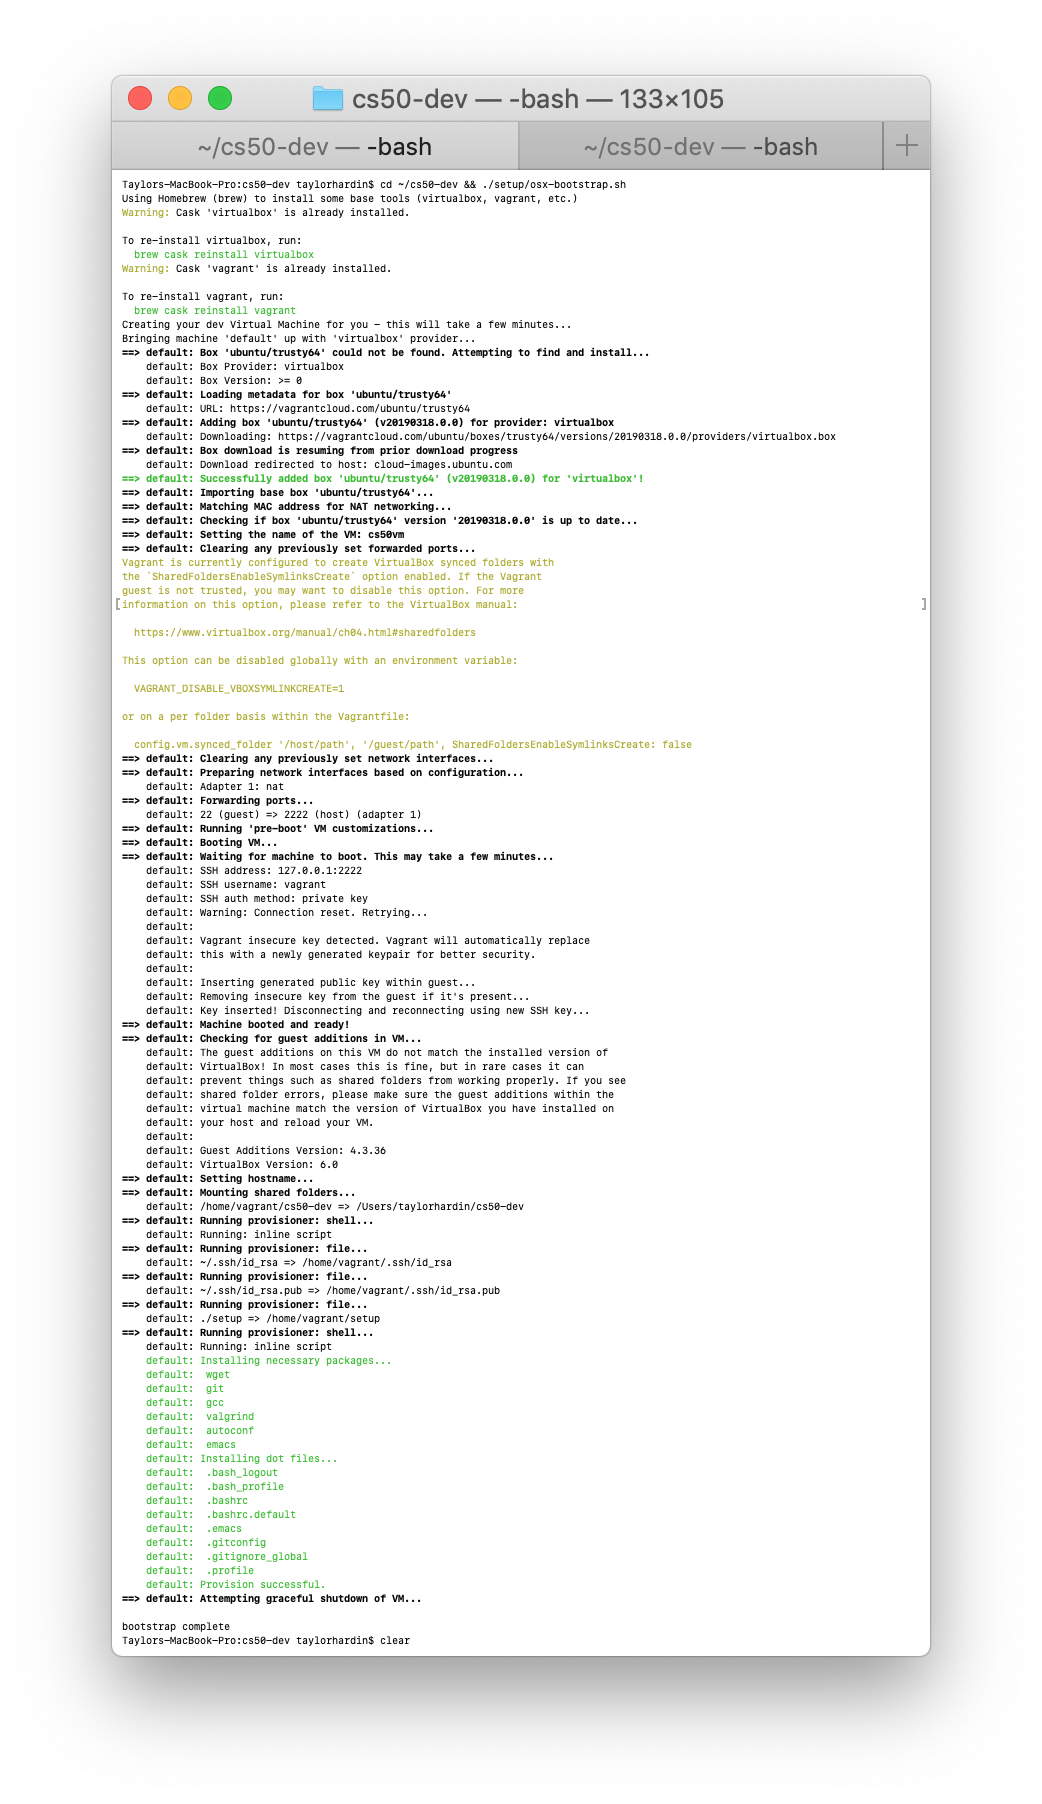 cs50-dev — -bash — 133×105
~/cs50-dev — -bash
~/cs50-dev — -bash
Taylors-MacBook-Pro:cs50-dev taylorhardin$ cd ~/cs50-dev && ./setup/osx-bootstrap.sh
Using Homebrew (brew) to install some base tools (virtualbox, vagrant, etc.)
Warning: Cask 'virtualbox' is already installed.

To re-install virtualbox, run:
  brew cask reinstall virtualbox
Warning: Cask 'vagrant' is already installed.

To re-install vagrant, run:
  brew cask reinstall vagrant
Creating your dev Virtual Machine for you - this will take a few minutes...
Bringing machine 'default' up with 'virtualbox' provider...
==> default: Box 'ubuntu/trusty64' could not be found. Attempting to find and install...
    default: Box Provider: virtualbox
    default: Box Version: >= 0
==> default: Loading metadata for box 'ubuntu/trusty64'
    default: URL: https://vagrantcloud.com/ubuntu/trusty64
==> default: Adding box 'ubuntu/trusty64' (v20190318.0.0) for provider: virtualbox
    default: Downloading: https://vagrantcloud.com/ubuntu/boxes/trusty64/versions/20190318.0.0/providers/virtualbox.box
==> default: Box download is resuming from prior download progress
    default: Download redirected to host: cloud-images.ubuntu.com
==> default: Successfully added box 'ubuntu/trusty64' (v20190318.0.0) for 'virtualbox'!
==> default: Importing base box 'ubuntu/trusty64'...
==> default: Matching MAC address for NAT networking...
==> default: Checking if box 'ubuntu/trusty64' version '20190318.0.0' is up to date...
==> default: Setting the name of the VM: cs50vm
==> default: Clearing any previously set forwarded ports...
Vagrant is currently configured to create VirtualBox synced folders with
the `SharedFoldersEnableSymlinksCreate` option enabled. If the Vagrant
guest is not trusted, you may want to disable this option. For more
[information on this option, please refer to the VirtualBox manual: ]

  https://www.virtualbox.org/manual/ch04.html#sharedfolders

This option can be disabled globally with an environment variable:

  VAGRANT_DISABLE_VBOXSYMLINKCREATE=1

or on a per folder basis within the Vagrantfile:

  config.vm.synced_folder '/host/path', '/guest/path', SharedFoldersEnableSymlinksCreate: false
==> default: Clearing any previously set network interfaces...
==> default: Preparing network interfaces based on configuration...
    default: Adapter 1: nat
==> default: Forwarding ports...
    default: 22 (guest) => 2222 (host) (adapter 1)
==> default: Running 'pre-boot' VM customizations...
==> default: Booting VM...
==> default: Waiting for machine to boot. This may take a few minutes...
    default: SSH address: 127.0.0.1:2222
    default: SSH username: vagrant
    default: SSH auth method: private key
    default: Warning: Connection reset. Retrying...
    default:
    default: Vagrant insecure key detected. Vagrant will automatically replace
    default: this with a newly generated keypair for better security.
    default:
    default: Inserting generated public key within guest...
    default: Removing insecure key from the guest if it's present...
    default: Key inserted! Disconnecting and reconnecting using new SSH key...
==> default: Machine booted and ready!
==> default: Checking for guest additions in VM...
    default: The guest additions on this VM do not match the installed version of
    default: VirtualBox! In most cases this is fine, but in rare cases it can
    default: prevent things such as shared folders from working properly. If you see
    default: shared folder errors, please make sure the guest additions within the
    default: virtual machine match the version of VirtualBox you have installed on
    default: your host and reload your VM.
    default:
    default: Guest Additions Version: 4.3.36
    default: VirtualBox Version: 6.0
==> default: Setting hostname...
==> default: Mounting shared folders...
    default: /home/vagrant/cs50-dev => /Users/taylorhardin/cs50-dev
==> default: Running provisioner: shell...
    default: Running: inline script
==> default: Running provisioner: file...
    default: ~/.ssh/id_rsa => /home/vagrant/.ssh/id_rsa
==> default: Running provisioner: file...
    default: ~/.ssh/id_rsa.pub => /home/vagrant/.ssh/id_rsa.pub
==> default: Running provisioner: file...
    default: ./setup => /home/vagrant/setup
==> default: Running provisioner: shell...
    default: Running: inline script
    default: Installing necessary packages...
    default:  wget
    default:  git
    default:  gcc
    default:  valgrind
    default:  autoconf
    default:  emacs
    default: Installing dot files...
    default:  .bash_logout
    default:  .bash_profile
    default:  .bashrc
    default:  .bashrc.default
    default:  .emacs
    default:  .gitconfig
    default:  .gitignore_global
    default:  .profile
    default: Provision successful.
==> default: Attempting graceful shutdown of VM...

bootstrap complete
Taylors-MacBook-Pro:cs50-dev taylorhardin$ clear